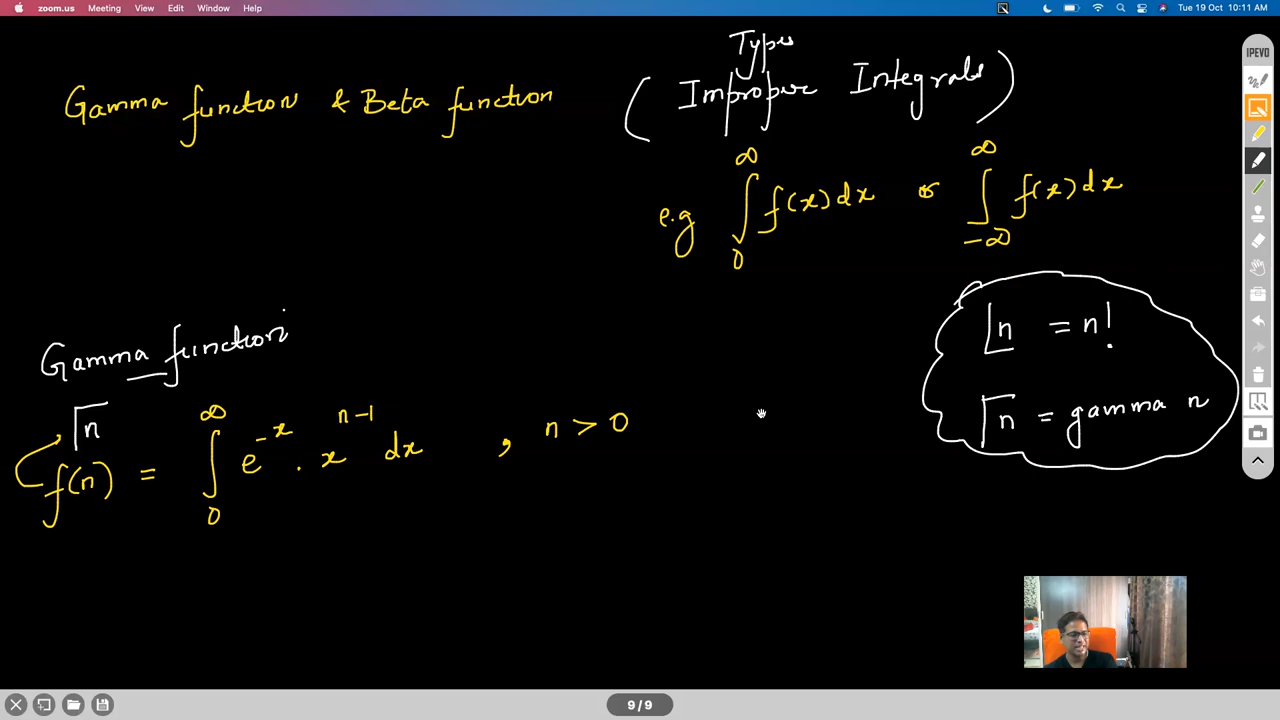 zoom.us Meeting View Edit Window Help
Tue 19 Oct 10:11 AM
IPEVO
Types
Gamma function & Beta function ( Improper Integrals )
e.g ∫₀^∞ f(x) dx or ∫₋∞^∞ f(x) dx
⌊n = n!
Γn = gamma n
Gamma function
Γn
f(n) = ∫₀^∞ e^-x . x^n-1 dx , n > 0
9/9